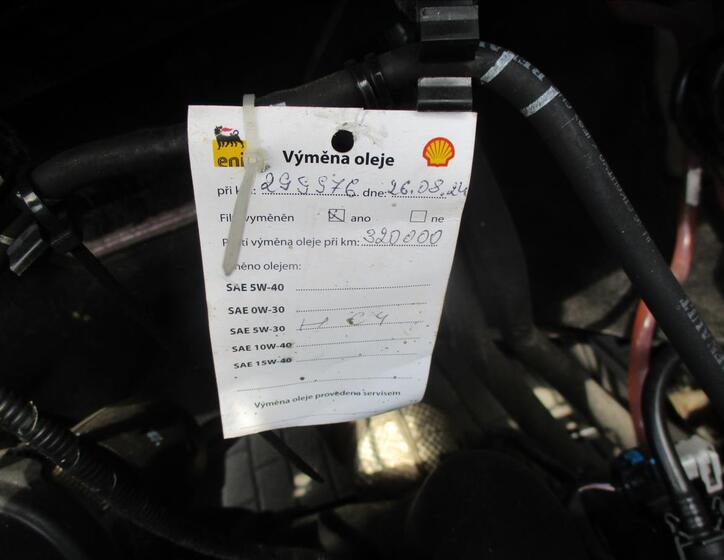 eni
Výměna oleje
při km: 299976 dne: 26.08.24
Filtr vyměněn ☒ ano ☐ ne
Příští výměna oleje při km: 320000
SAE 5W-40
SAE 0W-30
SAE 5W-30
SAE 10W-40
SAE 15W-40
Výměna oleje provedena servisem